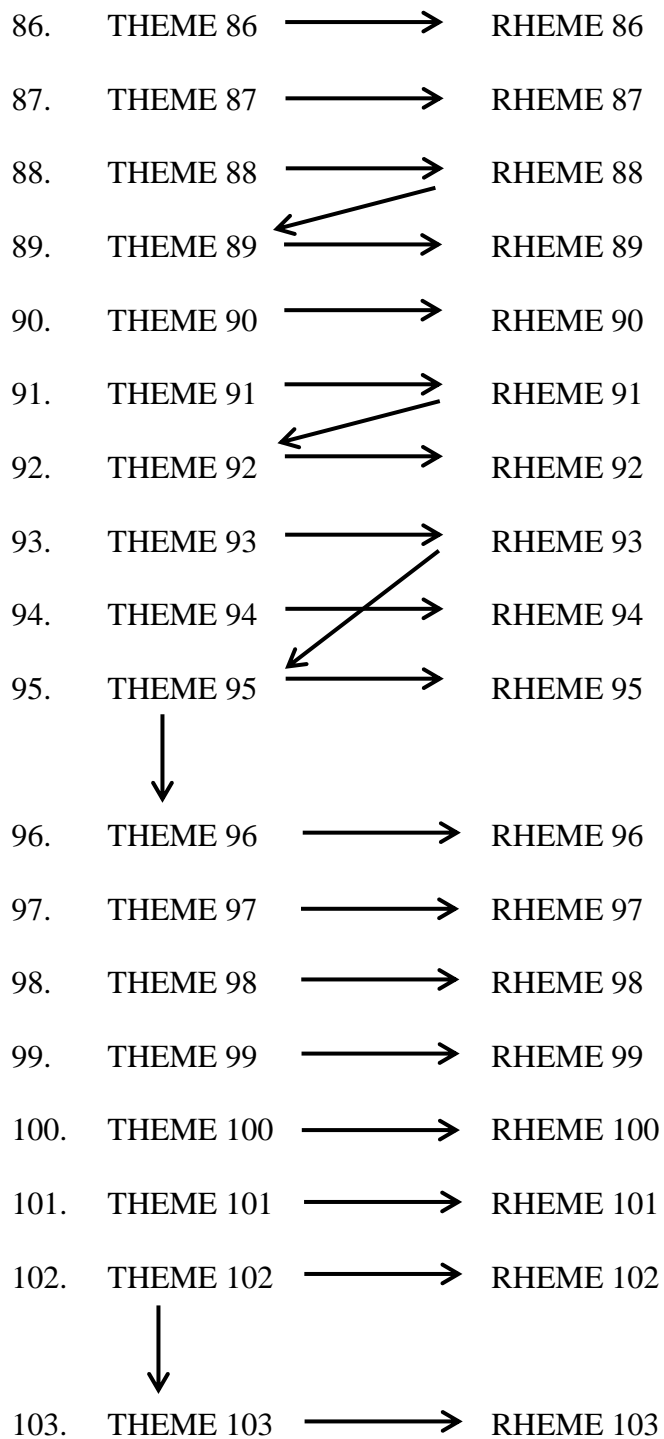 86. THEME 86 RHEME 86
87. THEME 87 RHEME 87
88. THEME 88 RHEME 88
89. THEME 89 RHEME 89
90. THEME 90 RHEME 90
91. THEME 91 RHEME 91
92. THEME 92 RHEME 92
93. THEME 93 RHEME 93
94. THEME 94 RHEME 94
95. THEME 95 RHEME 95
96. THEME 96 RHEME 96
97. THEME 97 RHEME 97
98. THEME 98 RHEME 98
99. THEME 99 RHEME 99
100. THEME 100 RHEME 100
101. THEME 101 RHEME 101
102. THEME 102 RHEME 102
103. THEME 103 RHEME 103